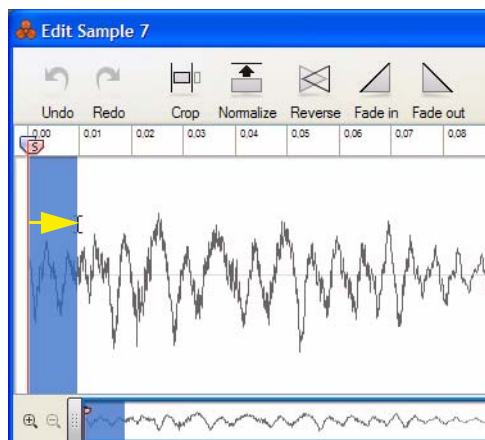 Edit Sample 7
Undo Redo Crop Normalize Reverse Fade in Fade out
0,00 0,01 0,02 0,03 0,04 0,05 0,06 0,07 0,08
S